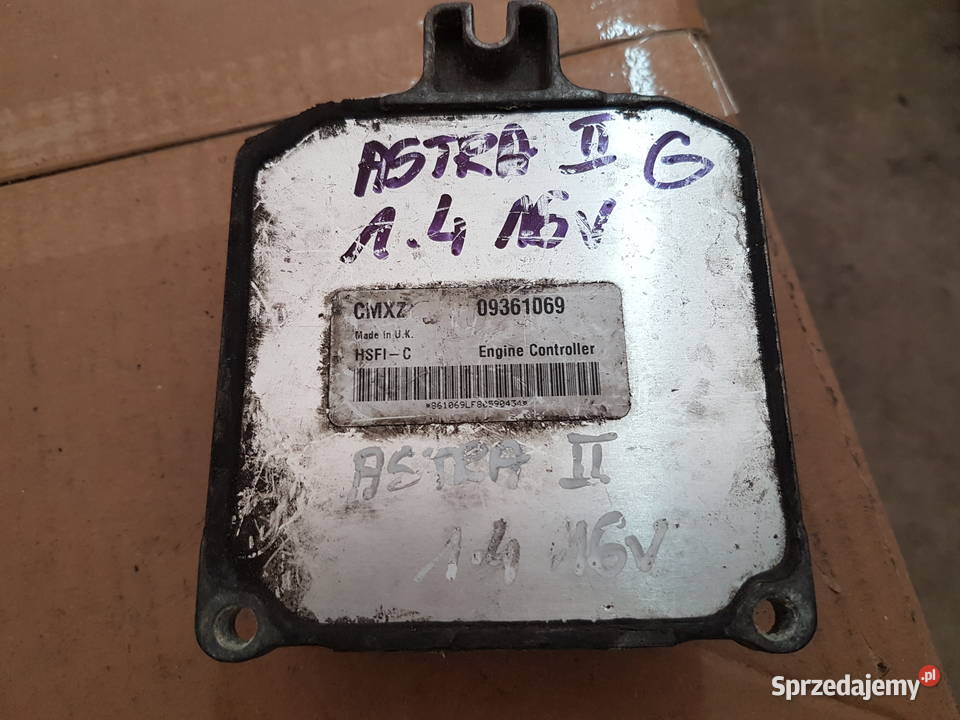 ASTRA II G
1.4 16V
CMXZ 09361069
Made in U.K.
HSFI-C Engine Controller
*861069LF80590434*
ASTRA II
1.4 16V
Sprzedajemy.pl